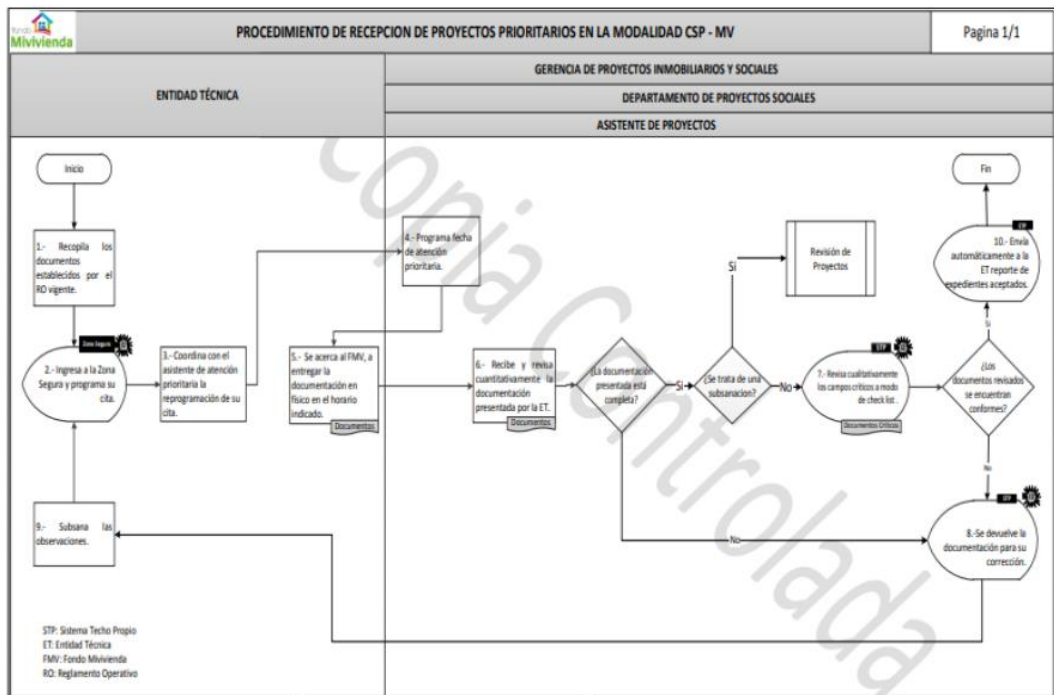 fondo
Mivivienda
PROCEDIMIENTO DE RECEPCION DE PROYECTOS PRIORITARIOS EN LA MODALIDAD CSP - MV
Pagina 1/1
ENTIDAD TÉCNICA
GERENCIA DE PROYECTOS INMOBILIARIOS Y SOCIALES
DEPARTAMENTO DE PROYECTOS SOCIALES
ASISTENTE DE PROYECTOS
Copia Controlada
Inicio
1.- Recopila los
documentos
establecidos por el
RO vigente.
Zona Segura
2.- Ingresa a la Zona
Segura y programa su
cita.
3.- Coordina con el
asistente de atención
prioritaria la
reprogramación de su
cita.
4.- Programa fecha
de atención
prioritaria.
5.- Se acerca al FMV, a
entregar la
documentación en
físico en el horario
indicado.
Documentos
6.- Recibe y revisa
cuantitativamente la
documentación
presentada por la ET.
Documentos
¿La documentación
presentada está
completa?
Si
No
¿Se trata de una
subsanacion?
Si
No
Revisión de
Proyectos
STP
7.- Revisa cualitativamente
los campos críticos a modo
de check list .
Documentos Críticos
¿Los
documentos revisados
se encuentran
conformes?
Si
No
STP
8.-Se devuelve la
documentación para su
corrección.
9.- Subsana las
observaciones.
10.- Envía
automáticamente a la
ET reporte de
expedientes aceptados.
Fin
STP: Sistema Techo Propio
ET: Entidad Técnica
FMV: Fondo Mivivienda
RO: Reglamento Operativo